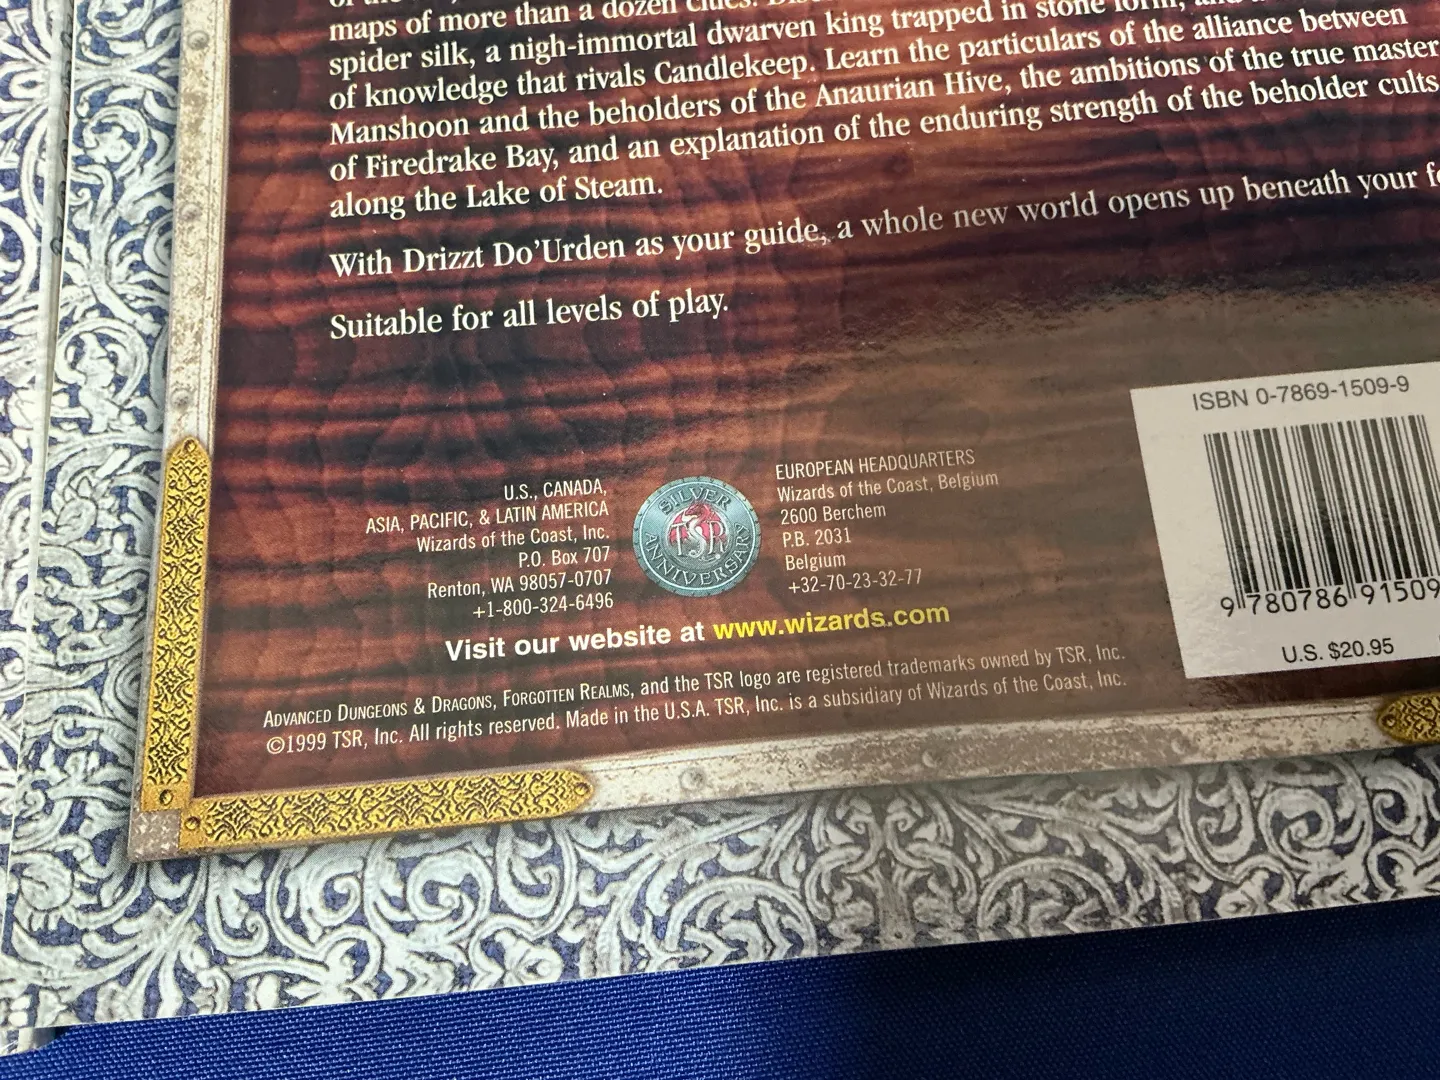 maps of more than a dozen cities.
spider silk, a nigh-immortal dwarven king trapped in stone form,
of knowledge that rivals Candlekeep. Learn the particulars of the alliance between
Manshoon and the beholders of the Anaurian Hive, the ambitions of the true master
of Firedrake Bay, and an explanation of the enduring strength of the beholder cults
along the Lake of Steam.
With Drizzt Do'Urden as your guide, a whole new world opens up beneath your
Suitable for all levels of play.
U.S., CANADA,
ASIA, PACIFIC, & LATIN AMERICA
Wizards of the Coast, Inc.
P.O. Box 707
Renton, WA 98057-0707
+1-800-324-6496
SILVER
TSR
ANNIVERSARY
EUROPEAN HEADQUARTERS
Wizards of the Coast, Belgium
2600 Berchem
P.B. 2031
Belgium
+32-70-23-32-77
Visit our website at www.wizards.com
ADVANCED DUNGEONS & DRAGONS, FORGOTTEN REALMS, and the TSR logo are registered trademarks owned by TSR, Inc.
©1999 TSR, Inc. All rights reserved. Made in the U.S.A. TSR, Inc. is a subsidiary of Wizards of the Coast, Inc.
ISBN 0-7869-1509-9
9 780786 91509
U.S. $20.95